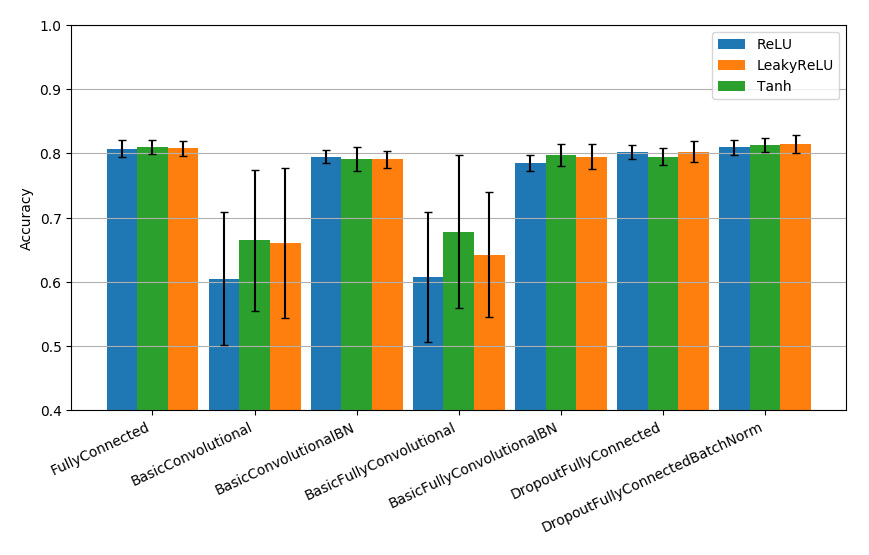 1.0
0.9
0.8
0.7
0.6
0.5
0.4
Accuracy
ReLU
LeakyReLU
Tanh
FullyConnected
BasicConvolutional
BasicConvolutionalBN
BasicFullyConvolutional
BasicFullyConvolutionalBN
DropoutFullyConnected
DropoutFullyConnectedBatchNorm